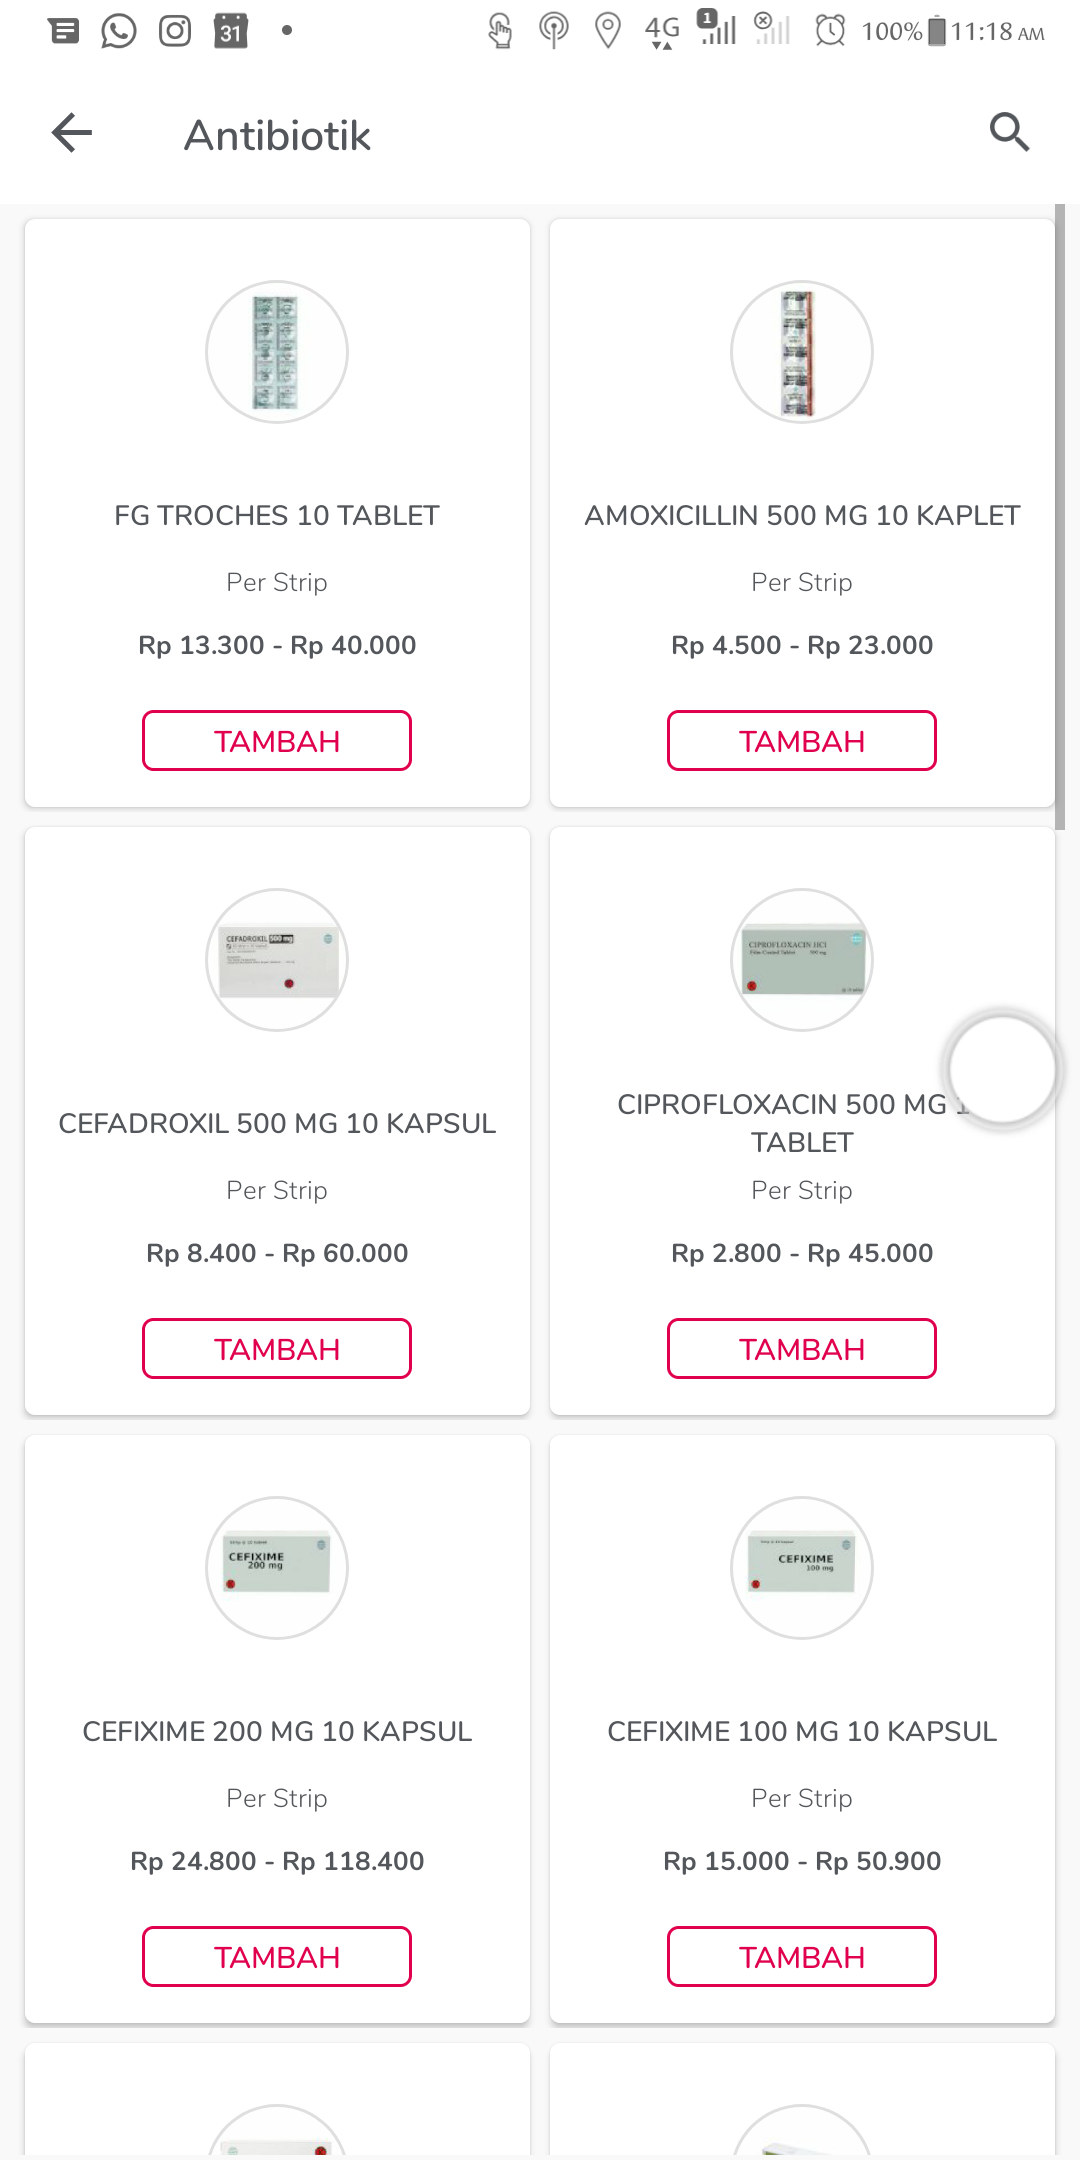 31
4G
1
100%
11:18 AM
Antibiotik
FG TROCHES 10 TABLET
Per Strip
Rp 13.300 - Rp 40.000
TAMBAH
AMOXICILLIN 500 MG 10 KAPLET
Per Strip
Rp 4.500 - Rp 23.000
TAMBAH
CEFADROXIL 500 mg
CEFADROXIL 500 MG 10 KAPSUL
Per Strip
Rp 8.400 - Rp 60.000
TAMBAH
CIPROFLOXACIN HCl
Film Coated Tablet 500 mg
CIPROFLOXACIN 500 MG
TABLET
Per Strip
Rp 2.800 - Rp 45.000
TAMBAH
CEFIXIME
200 mg
CEFIXIME 200 MG 10 KAPSUL
Per Strip
Rp 24.800 - Rp 118.400
TAMBAH
CEFIXIME
100 mg
CEFIXIME 100 MG 10 KAPSUL
Per Strip
Rp 15.000 - Rp 50.900
TAMBAH